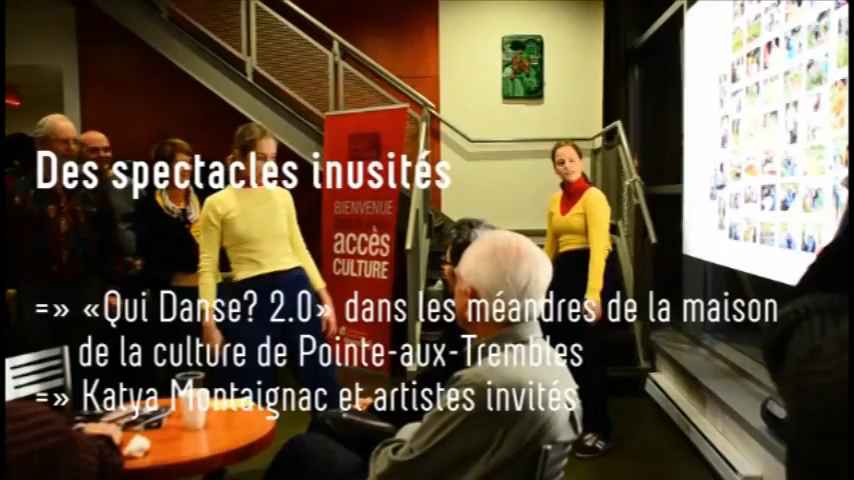 Des spectacles inusités
BIENVENUE
accès
CULTURE
=» «Qui Danse? 2.0» dans les méandres de la maison
de la culture de Pointe-aux-Trembles
=» Katya Montaignac et artistes invités